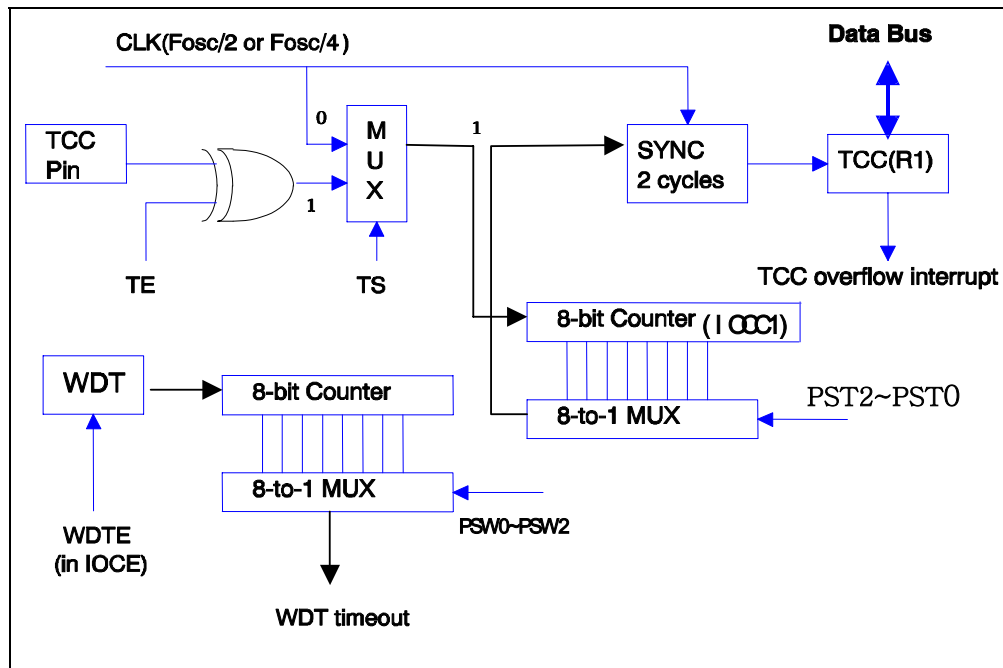 CLK(Fosc/2 or Fosc/4)
Data Bus
0
TCC
Pin
M
U
X
1
SYNC
2 cycles
TCC(R1)
1
TE
TS
TCC overflow interrupt
8-bit Counter (IOCC1)
WDT
8-bit Counter
8-to-1 MUX
PST2~PST0
8-to-1 MUX
PSW0~PSW2
WDTE
(in IOCE)
WDT timeout